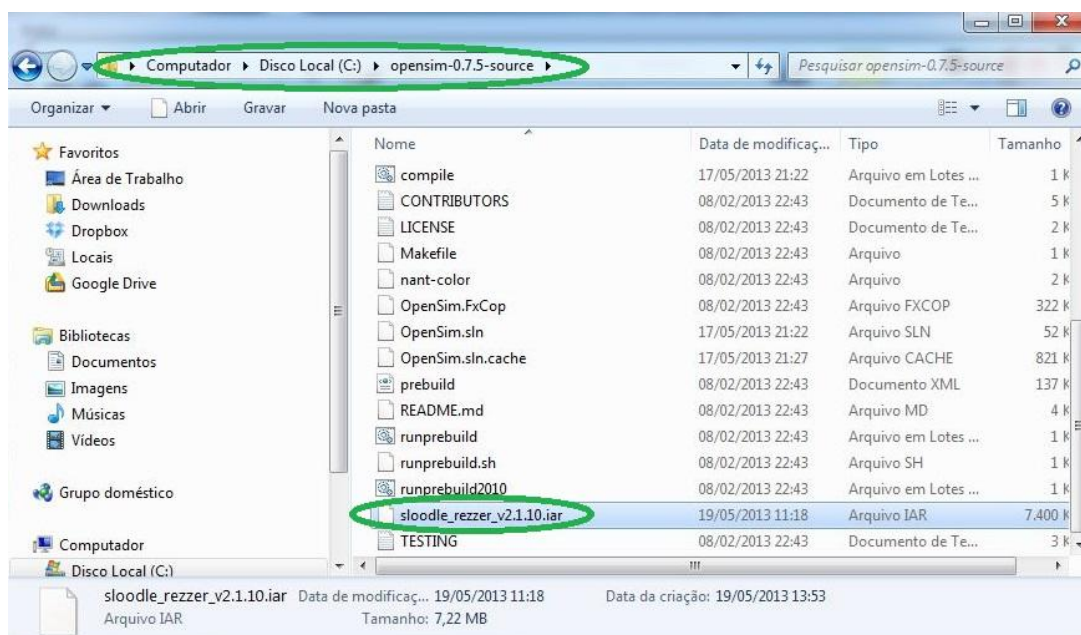 Computador ▸ Disco Local (C:) ▸ opensim-0.7.5-source ▸
Pesquisar opensim-0.7.5-source
Organizar Abrir Gravar Nova pasta
Favoritos
Área de Trabalho
Downloads
Dropbox
Locais
Google Drive
Bibliotecas
Documentos
Imagens
Músicas
Vídeos
Grupo doméstico
Computador
Disco Local (C:)
Nome Data de modificaç... Tipo Tamanho
compile 17/05/2013 21:22 Arquivo em Lotes ... 1 K
CONTRIBUTORS 08/02/2013 22:43 Documento de Te... 5 K
LICENSE 08/02/2013 22:43 Documento de Te... 2 K
Makefile 08/02/2013 22:43 Arquivo 1 K
nant-color 08/02/2013 22:43 Arquivo 2 K
OpenSim.FxCop 08/02/2013 22:43 Arquivo FXCOP 322 K
OpenSim.sln 17/05/2013 21:22 Arquivo SLN 52 K
OpenSim.sln.cache 17/05/2013 21:27 Arquivo CACHE 821 K
prebuild 08/02/2013 22:43 Documento XML 137 K
README.md 08/02/2013 22:43 Arquivo MD 4 K
runprebuild 08/02/2013 22:43 Arquivo em Lotes ... 1 K
runprebuild.sh 08/02/2013 22:43 Arquivo SH 1 K
runprebuild2010 08/02/2013 22:43 Arquivo em Lotes ... 1 K
sloodle_rezzer_v2.1.10.iar 19/05/2013 11:18 Arquivo IAR 7.400 K
TESTING 08/02/2013 22:43 Documento de Te... 3 K
sloodle_rezzer_v2.1.10.iar Data de modificaç... 19/05/2013 11:18 Data da criação: 19/05/2013 13:53
Arquivo IAR Tamanho: 7,22 MB